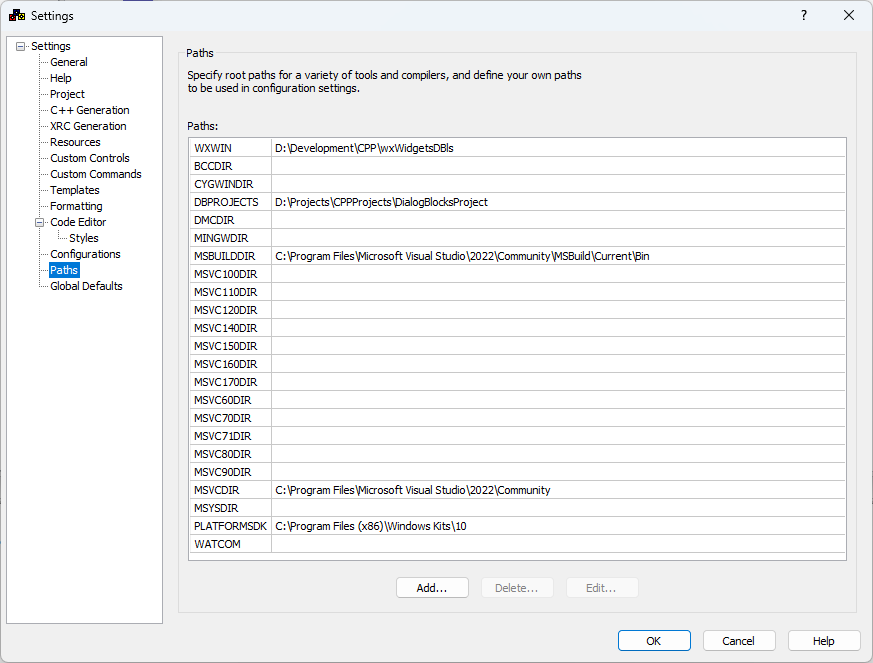 Settings
?
Settings
General
Help
Project
C++ Generation
XRC Generation
Resources
Custom Controls
Custom Commands
Templates
Formatting
Code Editor
Styles
Configurations
Paths
Global Defaults
Paths
Specify root paths for a variety of tools and compilers, and define your own paths
to be used in configuration settings.
Paths:
WXWIN D:\Development\CPP\wxWidgetsDBls
BCCDIR
CYGWINDIR
DBPROJECTS D:\Projects\CPPProjects\DialogBlocksProject
DMCDIR
MINGWDIR
MSBUILDDIR C:\Program Files\Microsoft Visual Studio\2022\Community\MSBuild\Current\Bin
MSVC100DIR
MSVC110DIR
MSVC120DIR
MSVC140DIR
MSVC150DIR
MSVC160DIR
MSVC170DIR
MSVC60DIR
MSVC70DIR
MSVC71DIR
MSVC80DIR
MSVC90DIR
MSVCDIR C:\Program Files\Microsoft Visual Studio\2022\Community
MSYSDIR
PLATFORMSDK C:\Program Files (x86)\Windows Kits\10
WATCOM
Add... Delete... Edit...
OK Cancel Help